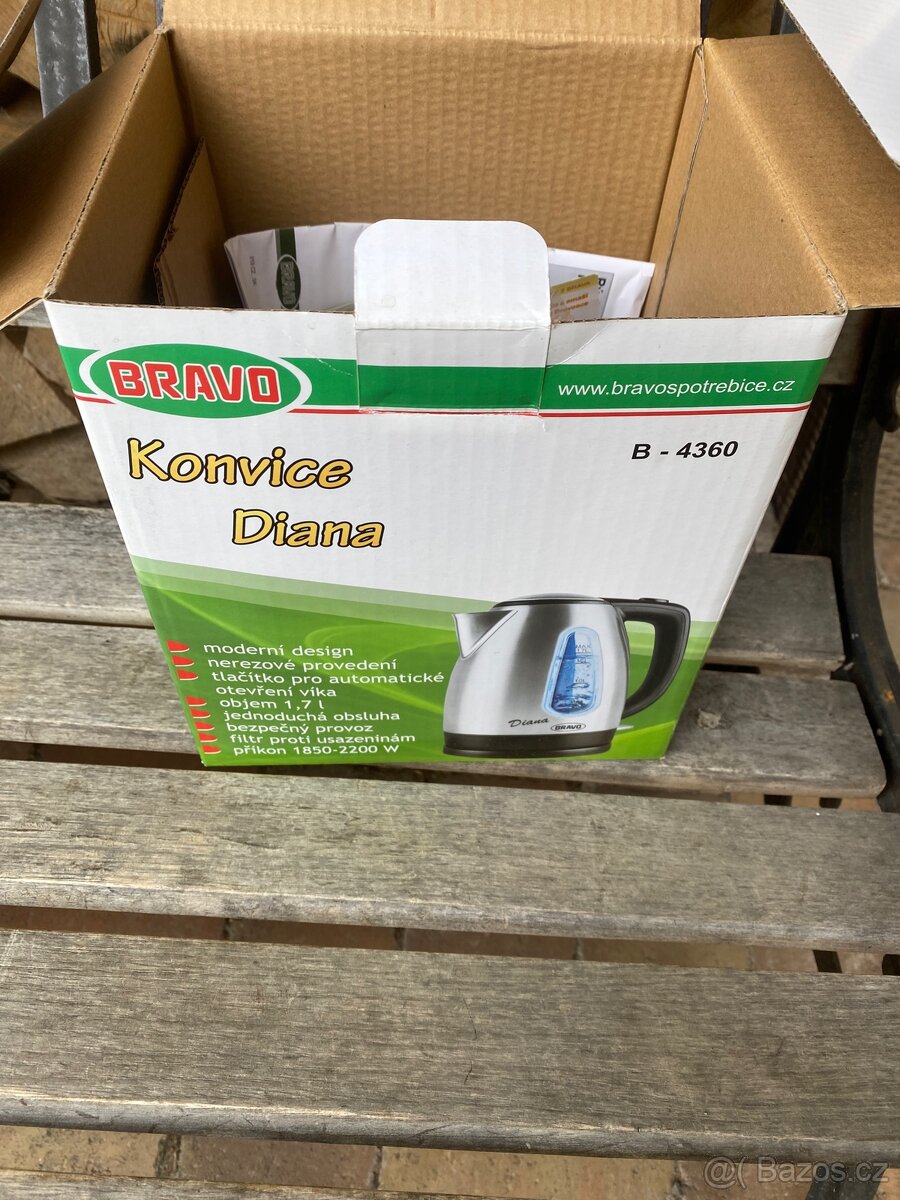 BRAVO
www.bravospotrebice.cz
Konvice
Diana
B - 4360
moderní design
nerezové provedení
tlačítko pro automatické
otevření víka
objem 1,7 l
jednoduchá obsluha
bezpečný provoz
filtr proti usazeninám
příkon 1850-2200 W
MAX
Diana
BRAVO
@( Bazos.cz